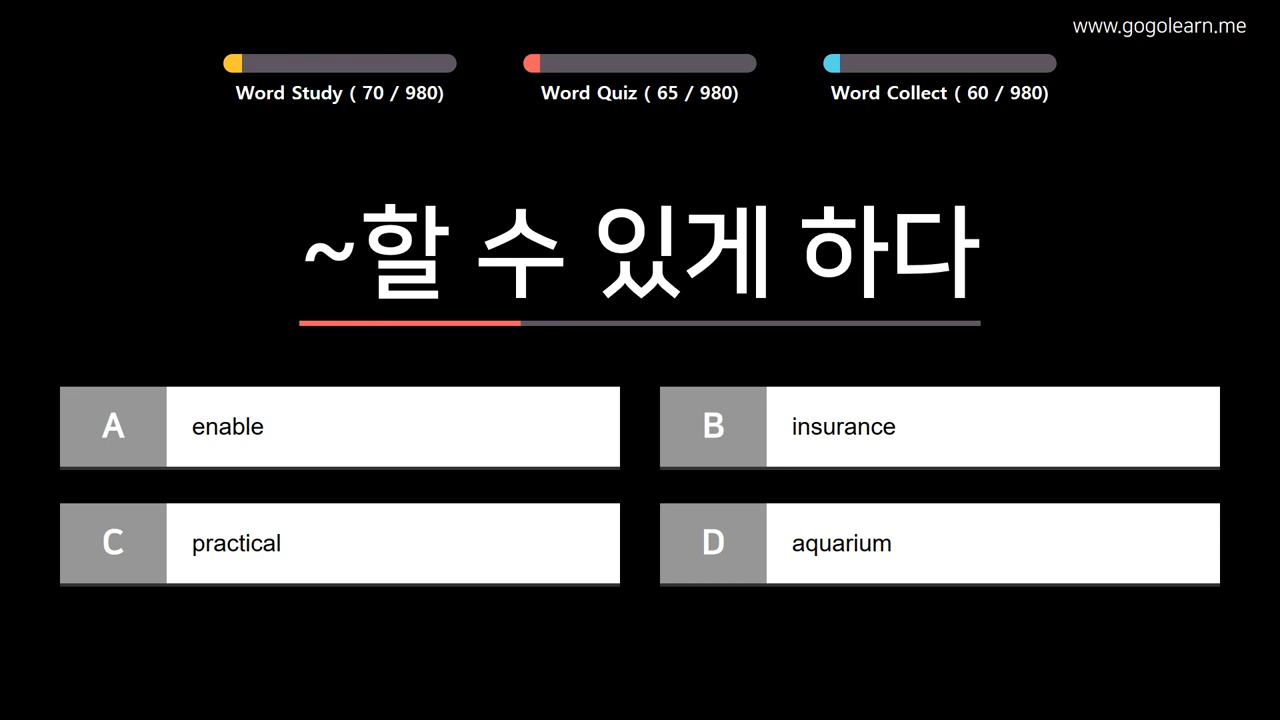 www.gogolearn.me
Word Study ( 70 / 980)
Word Quiz ( 65 / 980)
Word Collect ( 60 / 980)
~할 수 있게 하다
A enable
B insurance
C practical
D aquarium